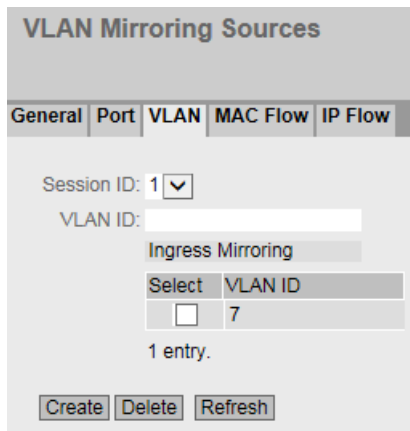 VLAN Mirroring Sources
General Port VLAN MAC Flow IP Flow
Session ID: 1
VLAN ID:
Ingress Mirroring
Select VLAN ID
7
1 entry.
Create Delete Refresh